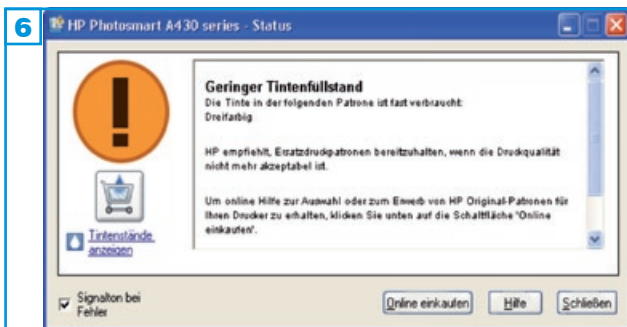 6
HP Photosmart A430 series - Status
Geringer Tintenfüllstand
Die Tinte in der folgenden Patrone ist fast verbraucht:
Dreifarbig
HP empfiehlt, Ersatzdruckpatronen bereitzuhalten, wenn die Druckqualität
nicht mehr akzeptabel ist.
Um online Hilfe zur Auswahl oder zum Erwerb von HP Original-Patronen für
Ihren Drucker zu erhalten, klicken Sie unten auf die Schaltfläche 'Online
einkaufen'.
Tintenstände
anzeigen
Signalton bei
Fehler
Online einkaufen
Hilfe
Schließen